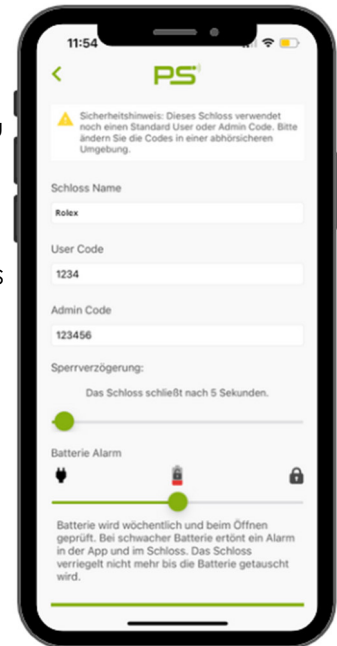 11:54
PS
Sicherheitshinweis: Dieses Schloss verwendet
noch einen Standard User oder Admin Code. Bitte
ändern Sie die Codes in einer abhörsicheren
Umgebung.
Schloss Name
Rolex
User Code
1234
Admin Code
123456
Sperrverzögerung:
Das Schloss schließt nach 5 Sekunden.
Batterie Alarm
Batterie wird wöchentlich und beim Öffnen
geprüft. Bei schwacher Batterie ertönt ein Alarm
in der App und im Schloss. Das Schloss
verriegelt nicht mehr bis die Batterie getauscht
wird.